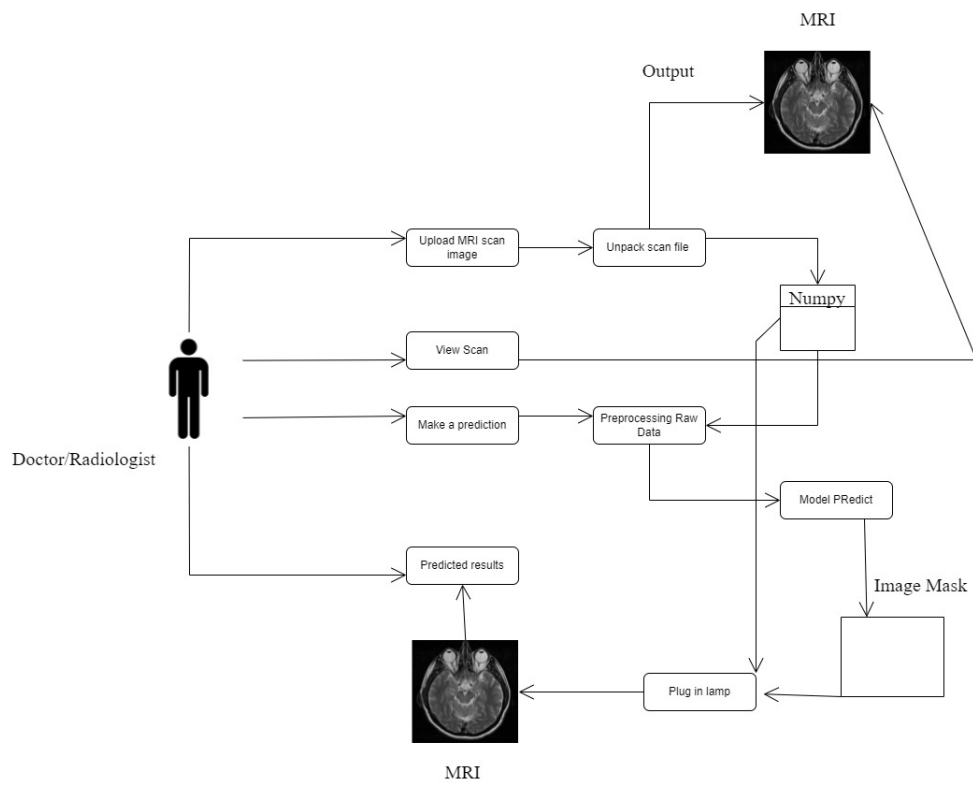 MRI
Output
Upload MRI scan
image
Unpack scan file
Numpy
View Scan
Make a prediction
Preprocessing Raw
Data
Doctor/Radiologist
Model PRedict
Predicted results
Image Mask
Plug in lamp
MRI